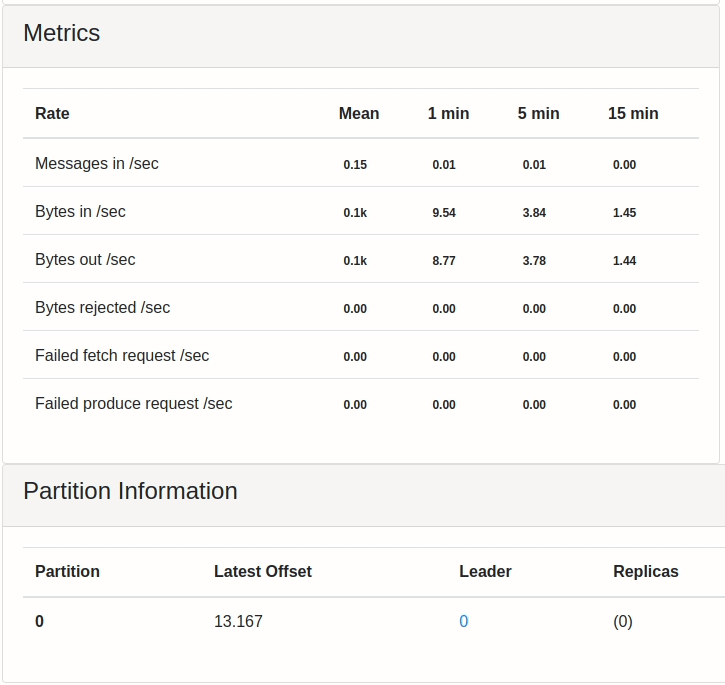 Metrics
Rate Mean 1 min 5 min 15 min
Messages in /sec 0.15 0.01 0.01 0.00
Bytes in /sec 0.1k 9.54 3.84 1.45
Bytes out /sec 0.1k 8.77 3.78 1.44
Bytes rejected /sec 0.00 0.00 0.00 0.00
Failed fetch request /sec 0.00 0.00 0.00 0.00
Failed produce request /sec 0.00 0.00 0.00 0.00
Partition Information
Partition Latest Offset Leader Replicas
0 13.167 0 (0)